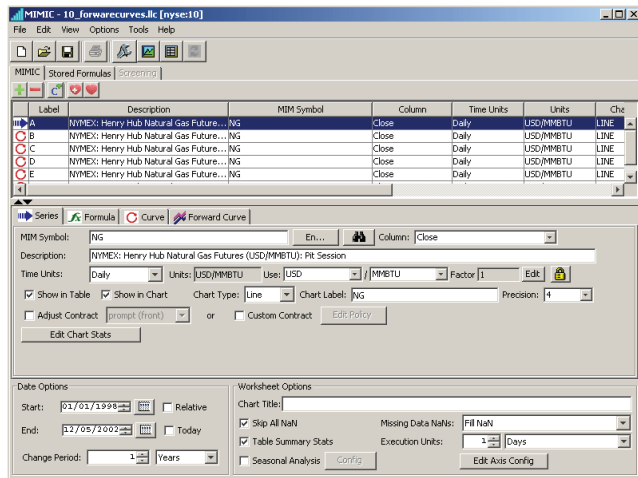 MIMIC - 10_forwarecurves.llc [nyse:10]
File Edit View Options Tools Help
MIMIC Stored Formulas Screening
Label Description MIM Symbol Column Time Units Units Cha
A NYMEX: Henry Hub Natural Gas Future... NG Close Daily USD/MMBTU LINE
B NYMEX: Henry Hub Natural Gas Future... NG Close Daily USD/MMBTU LINE
C NYMEX: Henry Hub Natural Gas Future... NG Close Daily USD/MMBTU LINE
D NYMEX: Henry Hub Natural Gas Future... NG Close Daily USD/MMBTU LINE
E NYMEX: Henry Hub Natural Gas Future... NG Close Daily USD/MMBTU LINE
Series fx Formula Curve Forward Curve
MIM Symbol: NG En... Column: Close
Description: NYMEX: Henry Hub Natural Gas Futures (USD/MMBTU): Pit Session
Time Units: Daily Units: USD/MMBTU Use: USD / MMBTU Factor 1 Edit
Show in Table Show in Chart Chart Type: Line Chart Label: NG Precision: 4
Adjust Contract prompt (front) or Custom Contract Edit Policy
Edit Chart Stats
Date Options Worksheet Options
Start: 01/01/1998 Relative Chart Title:
Skip All NaN Missing Data NaNs: Fill NaN
End: 12/05/2002 Today Table Summary Stats Execution Units: 1 Days
Change Period: 1 Years Seasonal Analysis Config Edit Axis Config